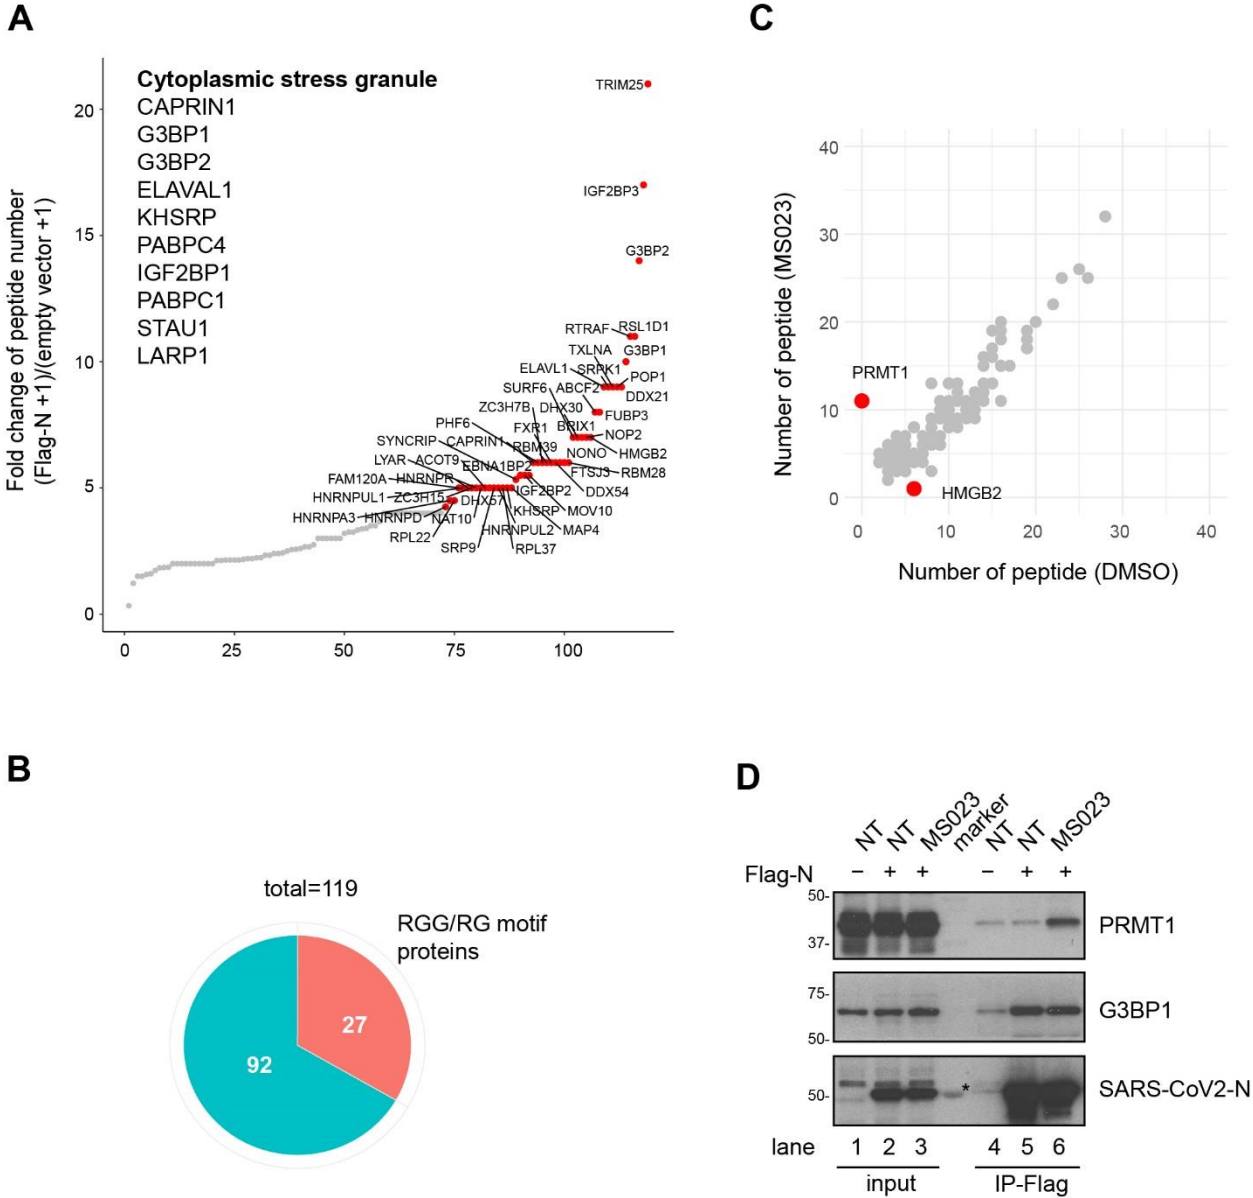 A
Fold change of peptide number
(Flag-N +1)/(empty vector +1)
20
15
10
5
0
0
25
50
75
100
Cytoplasmic stress granule
CAPRIN1
G3BP1
G3BP2
ELAVAL1
KHSRP
PABPC4
IGF2BP1
PABPC1
STAU1
LARP1
TRIM25
IGF2BP3
G3BP2
RTRAF RSL1D1
TXLNA G3BP1
ELAVL1 SRPK1
POP1
SURF6 ABCF2
DDX21
ZC3H7B DHX30 FUBP3
PHF6 FXR1 BRIX1 NOP2
SYNCRIP CAPRIN1 RBM39 NONO HMGB2
LYAR ACOT9 EBNA1BP2 FTSJ3 RBM28
FAM120A HNRNPR IGF2BP2 DDX54
HNRNPUL1 ZC3H15 DHX57 KHSRP MOV10
HNRNPA3 HNRNPD NAT10 HNRNPUL2 MAP4
RPL22 SRP9 RPL37
B
total=119
RGG/RG motif
proteins
27
92
C
Number of peptide (MS023)
40
30
20
10
0
PRMT1
HMGB2
0 10 20 30 40
Number of peptide (DMSO)
D
NT NT MS023 marker NT NT MS023
Flag-N − + + − + +
50-
37-
PRMT1
75-
50-
G3BP1
50-
*
SARS-CoV2-N
lane 1 2 3 4 5 6
input IP-Flag